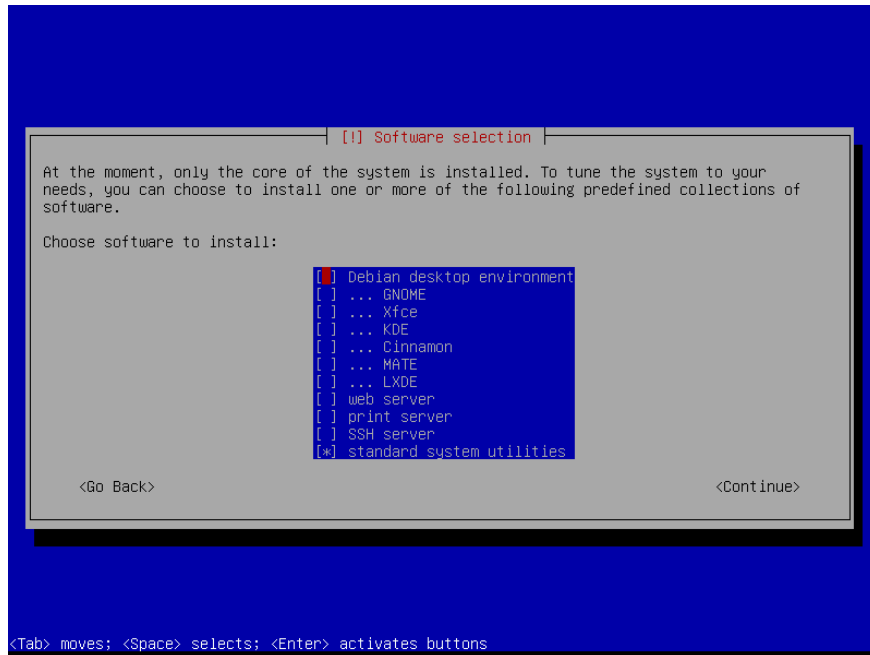 [!] Software selection
At the moment, only the core of the system is installed. To tune the system to your
needs, you can choose to install one or more of the following predefined collections of
software.
Choose software to install:
[ ] Debian desktop environment
[ ] ... GNOME
[ ] ... Xfce
[ ] ... KDE
[ ] ... Cinnamon
[ ] ... MATE
[ ] ... LXDE
[ ] web server
[ ] print server
[ ] SSH server
[*] standard system utilities
<Go Back> <Continue>
<Tab> moves; <Space> selects; <Enter> activates buttons